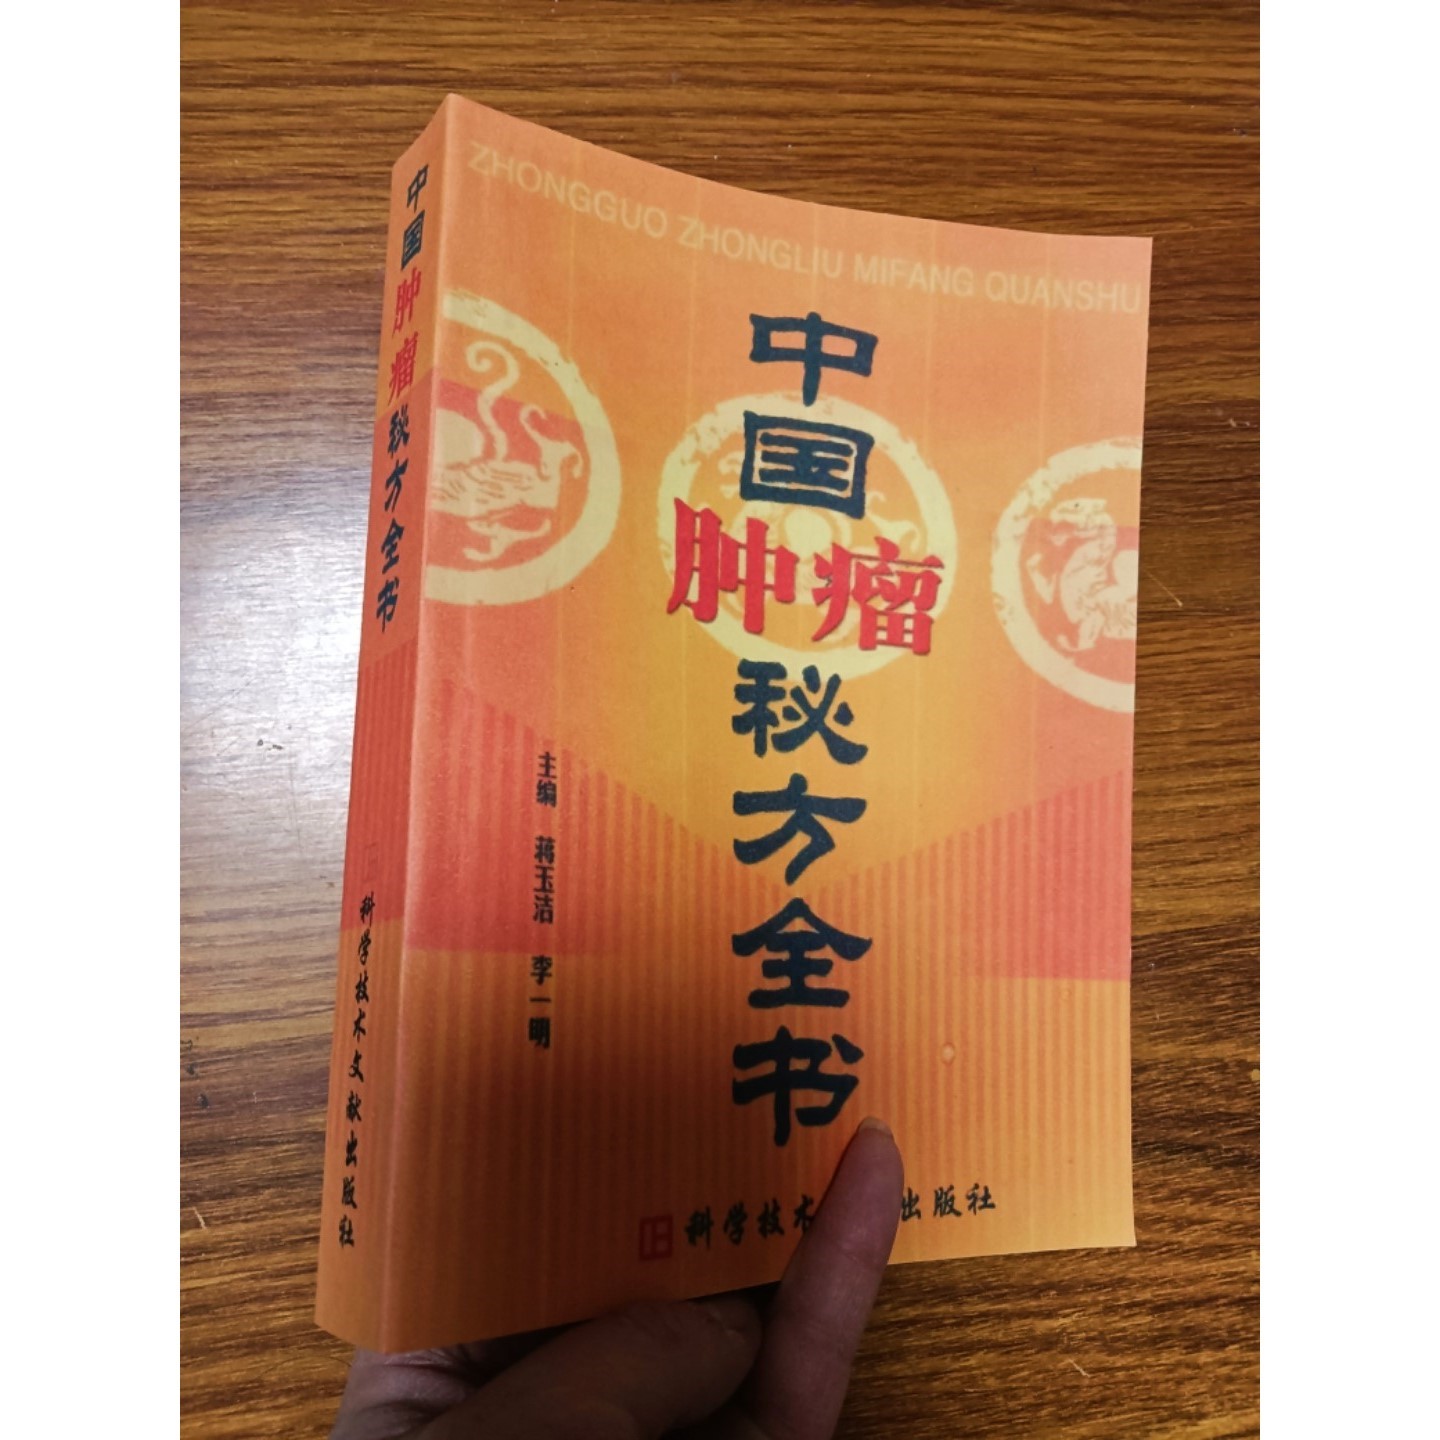 中国肿瘤秘方全书
科学技术文献出版社
ZHONGGUO ZHONGLIU MIFANG QUANSHU
中国
肿瘤
秘方全书
主编 蒋玉洁 李一明
科学技术 出版社